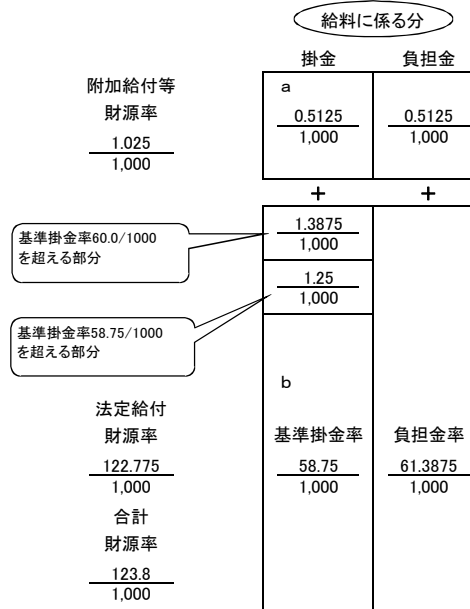 給料に係る分
掛金 負担金
附加給付等
財源率
1.025
1,000
a
0.5125
1,000
0.5125
1,000
+ +
基準掛金率60.0/1000
を超える部分
1.3875
1,000
基準掛金率58.75/1000
を超える部分
1.25
1,000
b
法定給付
財源率
122.775
1,000
基準掛金率
58.75
1,000
負担金率
61.3875
1,000
合計
財源率
123.8
1,000